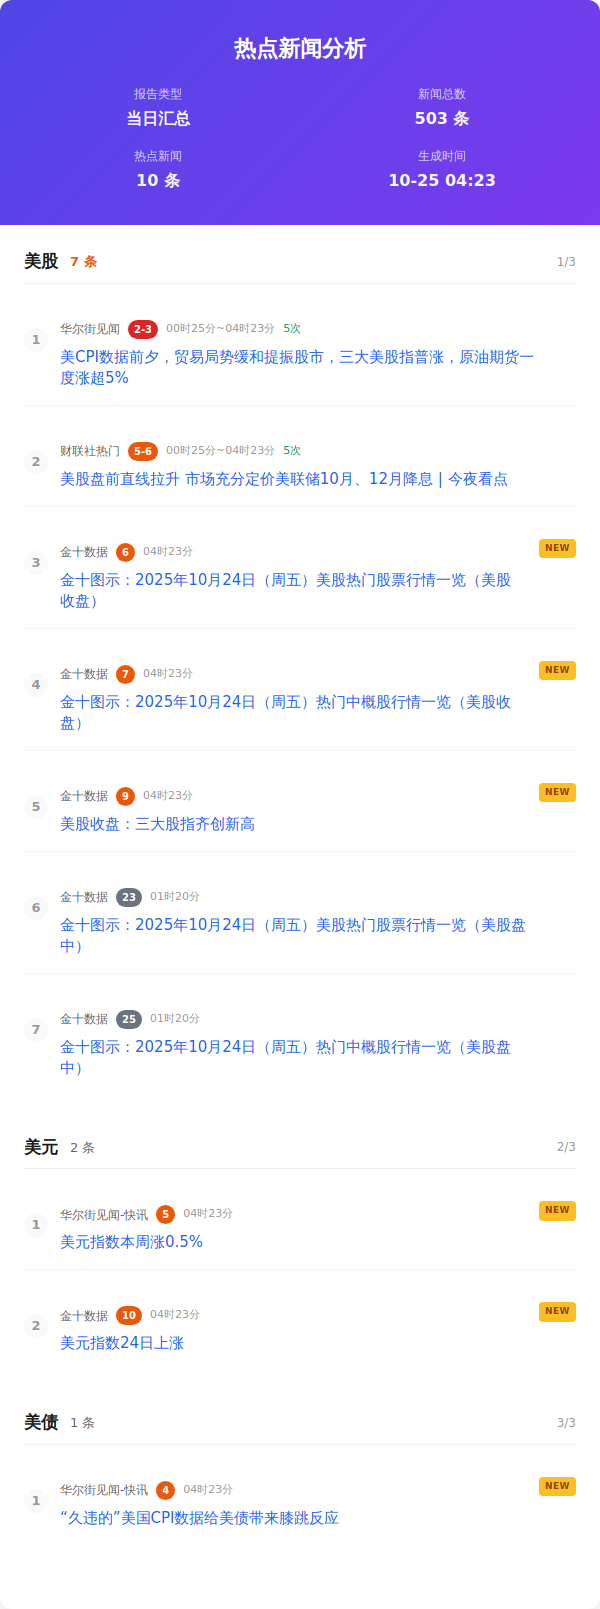 热点新闻分析
报告类型
新闻总数
当日汇总
503 条
热点新闻
生成时间
10 条
10-25 04:23
美股 7 条 1/3
1
华尔街见闻 2-3 00时25分~04时23分 5次
美CPI数据前夕，贸易局势缓和提振股市，三大美股指普涨，原油期货一
度涨超5%
2
财联社热门 5-6 00时25分~04时23分 5次
美股盘前直线拉升 市场充分定价美联储10月、12月降息 | 今夜看点
3
金十数据 6 04时23分 NEW
金十图示：2025年10月24日（周五）美股热门股票行情一览（美股
收盘）
4
金十数据 7 04时23分 NEW
金十图示：2025年10月24日（周五）热门中概股行情一览（美股收
盘）
5
金十数据 9 04时23分 NEW
美股收盘：三大股指齐创新高
6
金十数据 23 01时20分
金十图示：2025年10月24日（周五）美股热门股票行情一览（美股盘
中）
7
金十数据 25 01时20分
金十图示：2025年10月24日（周五）热门中概股行情一览（美股盘
中）
美元 2 条 2/3
1
华尔街见闻-快讯 5 04时23分 NEW
美元指数本周涨0.5%
2
金十数据 10 04时23分 NEW
美元指数24日上涨
美债 1 条 3/3
1
华尔街见闻-快讯 4 04时23分 NEW
“久违的”美国CPI数据给美债带来膝跳反应